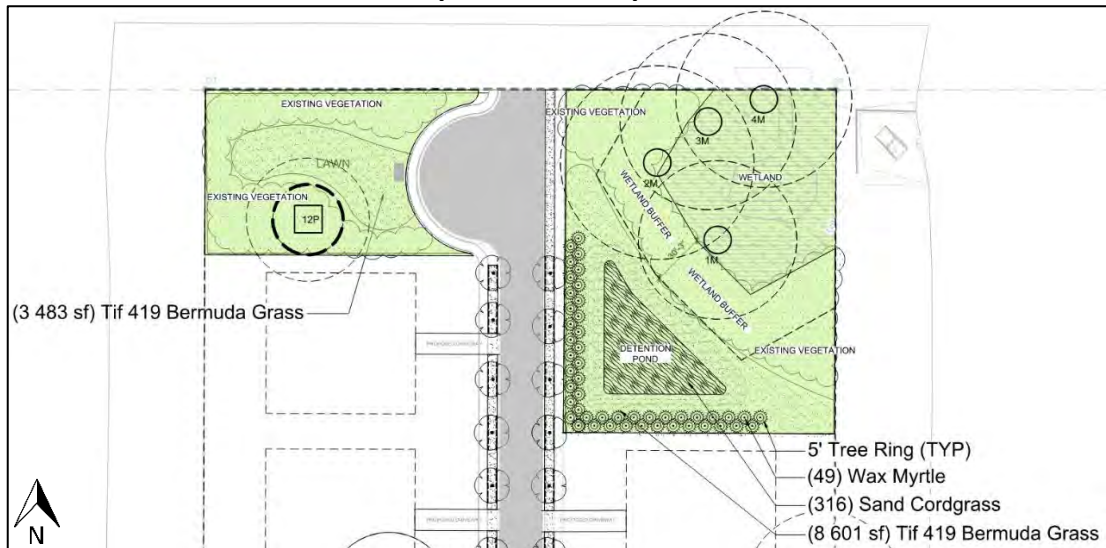 EXISTING VEGETATION
LAWN
EXISTING VEGETATION
12P
(3 483 sf) Tif 419 Bermuda Grass
EXISTING VEGETATION
4M
3M
2M
WETLAND
WETLAND BUFFER
1M
WETLAND BUFFER
DETENTION
POND
EXISTING VEGETATION
5' Tree Ring (TYP)
(49) Wax Myrtle
(316) Sand Cordgrass
(8 601 sf) Tif 419 Bermuda Grass
N